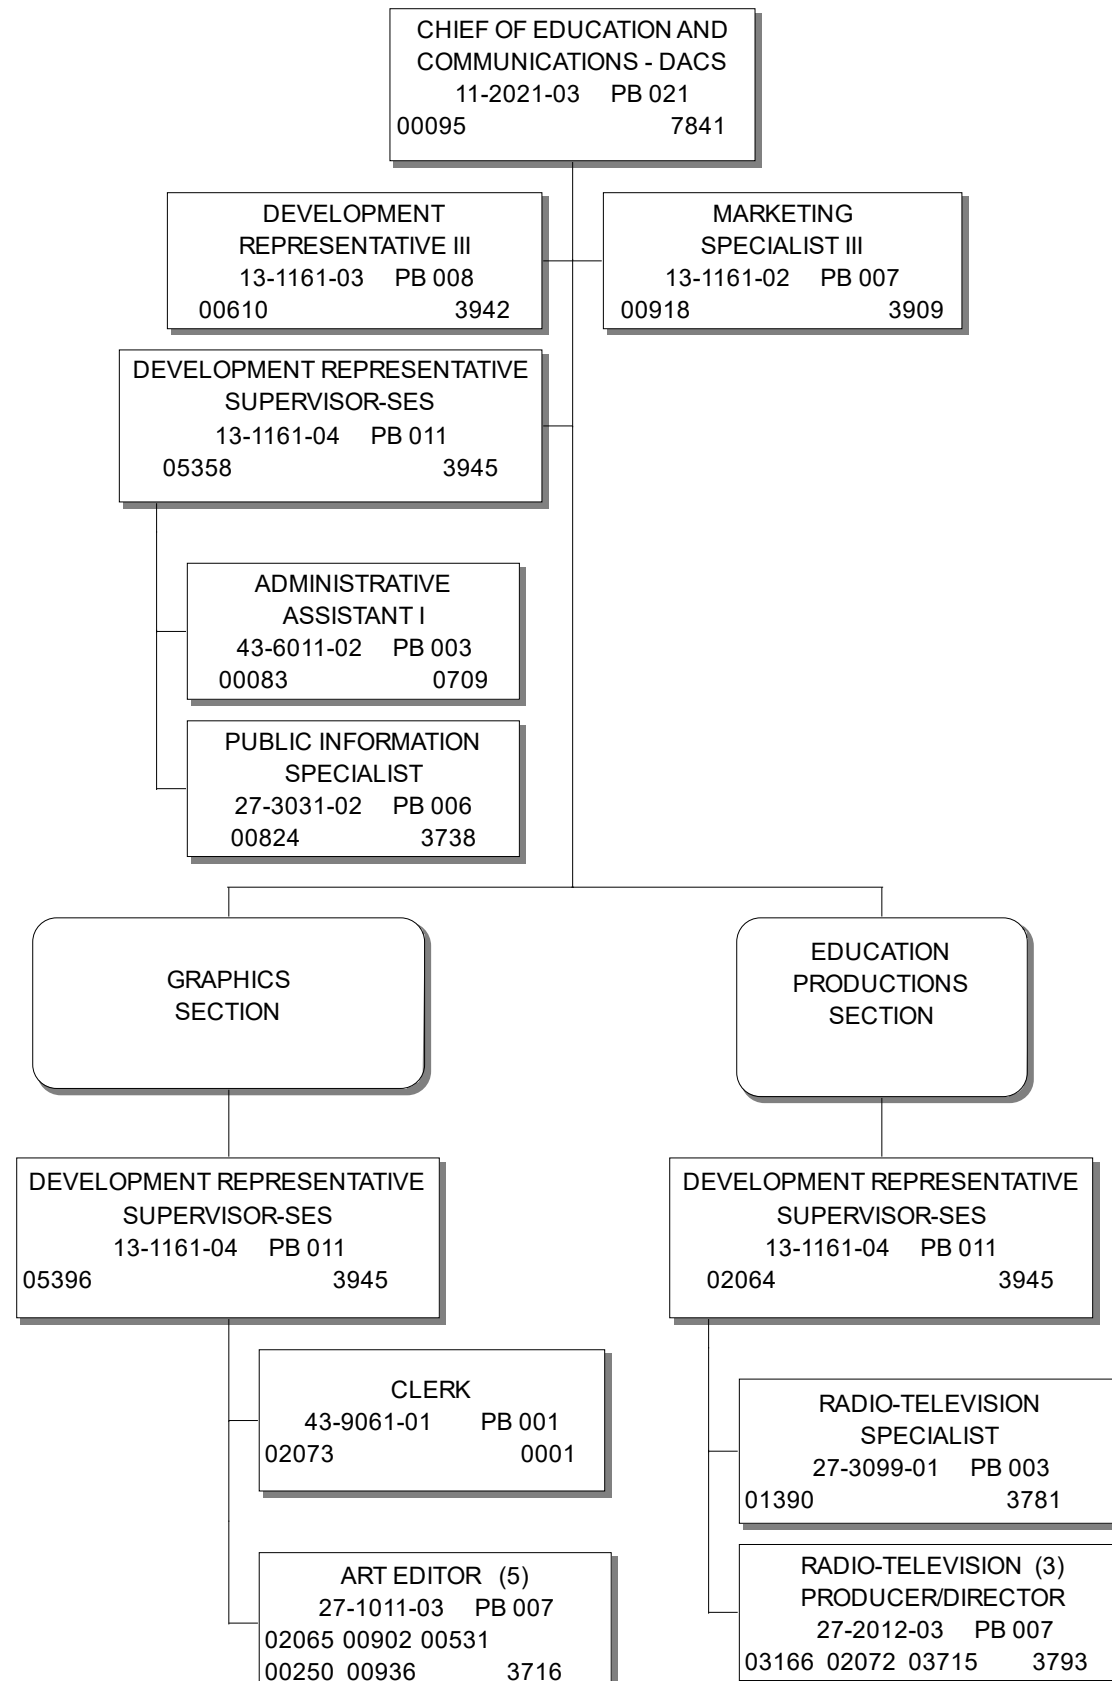 CHIEF OF EDUCATION AND
COMMUNICATIONS - DACS
11-2021-03 PB 021
00095 7841
DEVELOPMENT
REPRESENTATIVE III
13-1161-03 PB 008
00610 3942
MARKETING
SPECIALIST III
13-1161-02 PB 007
00918 3909
DEVELOPMENT REPRESENTATIVE
SUPERVISOR-SES
13-1161-04 PB 011
05358 3945
ADMINISTRATIVE
ASSISTANT I
43-6011-02 PB 003
00083 0709
PUBLIC INFORMATION
SPECIALIST
27-3031-02 PB 006
00824 3738
GRAPHICS
SECTION
EDUCATION
PRODUCTIONS
SECTION
DEVELOPMENT REPRESENTATIVE
SUPERVISOR-SES
13-1161-04 PB 011
05396 3945
CLERK
43-9061-01 PB 001
02073 0001
ART EDITOR (5)
27-1011-03 PB 007
02065 00902 00531
00250 00936 3716
DEVELOPMENT REPRESENTATIVE
SUPERVISOR-SES
13-1161-04 PB 011
02064 3945
RADIO-TELEVISION
SPECIALIST
27-3099-01 PB 003
01390 3781
RADIO-TELEVISION (3)
PRODUCER/DIRECTOR
27-2012-03 PB 007
03166 02072 03715 3793